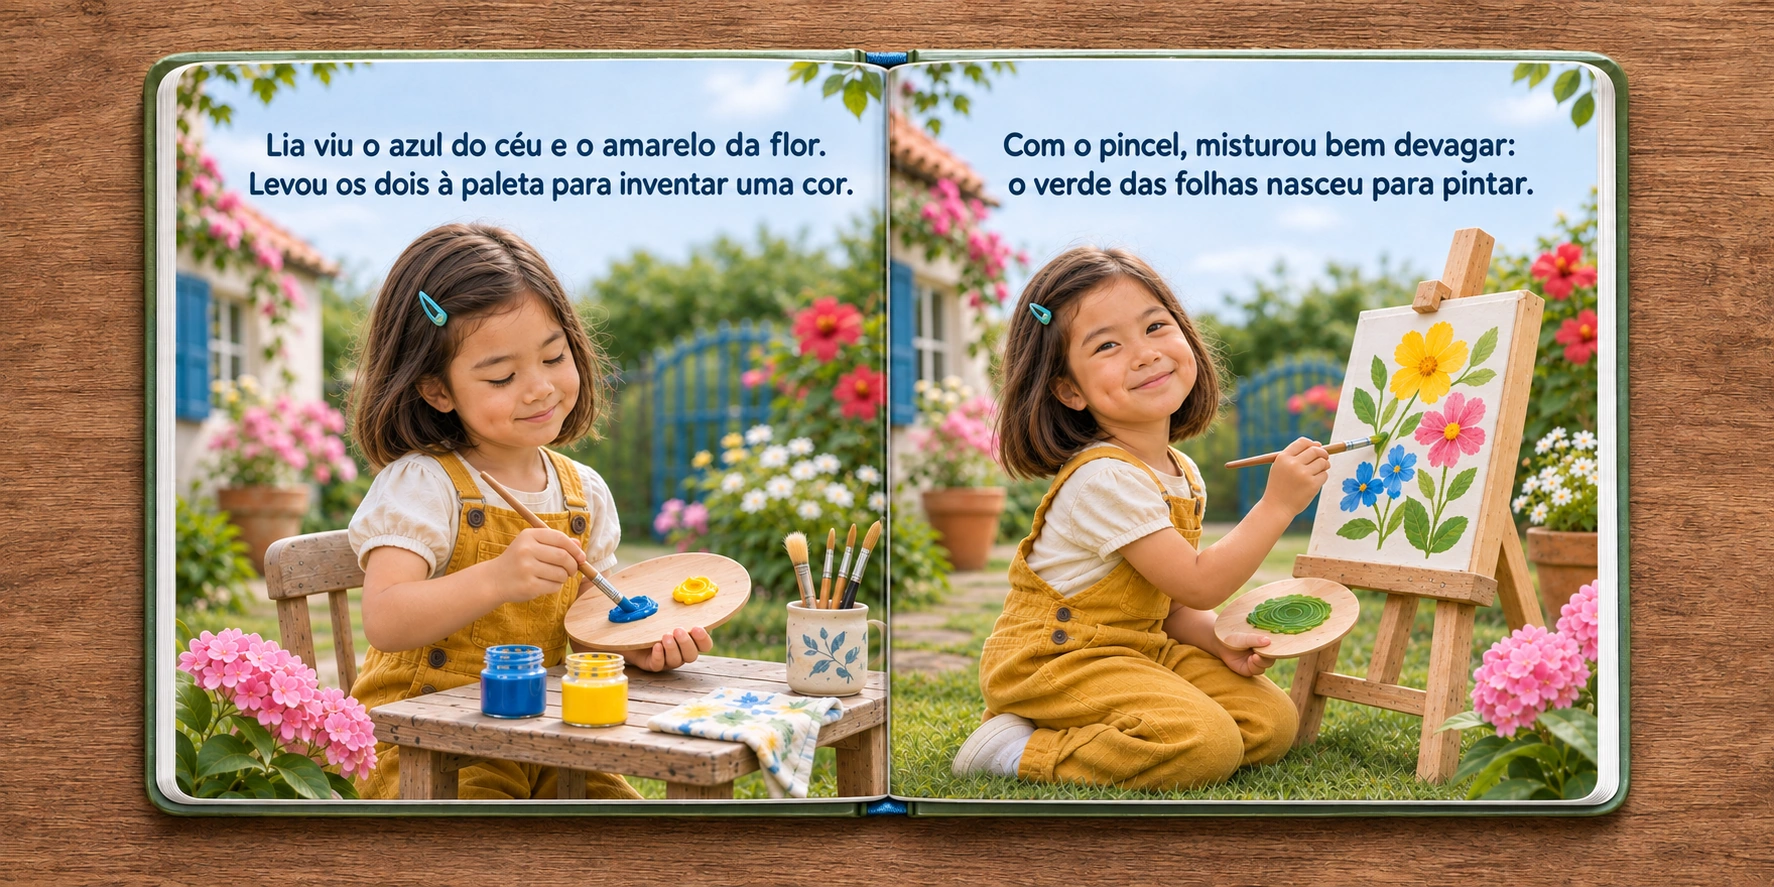 Lia viu o azul do céu e o amarelo da flor.
Levou os dois à paleta para inventar uma cor.
Com o pincel, misturou bem devagar:
o verde das folhas nasceu para pintar.